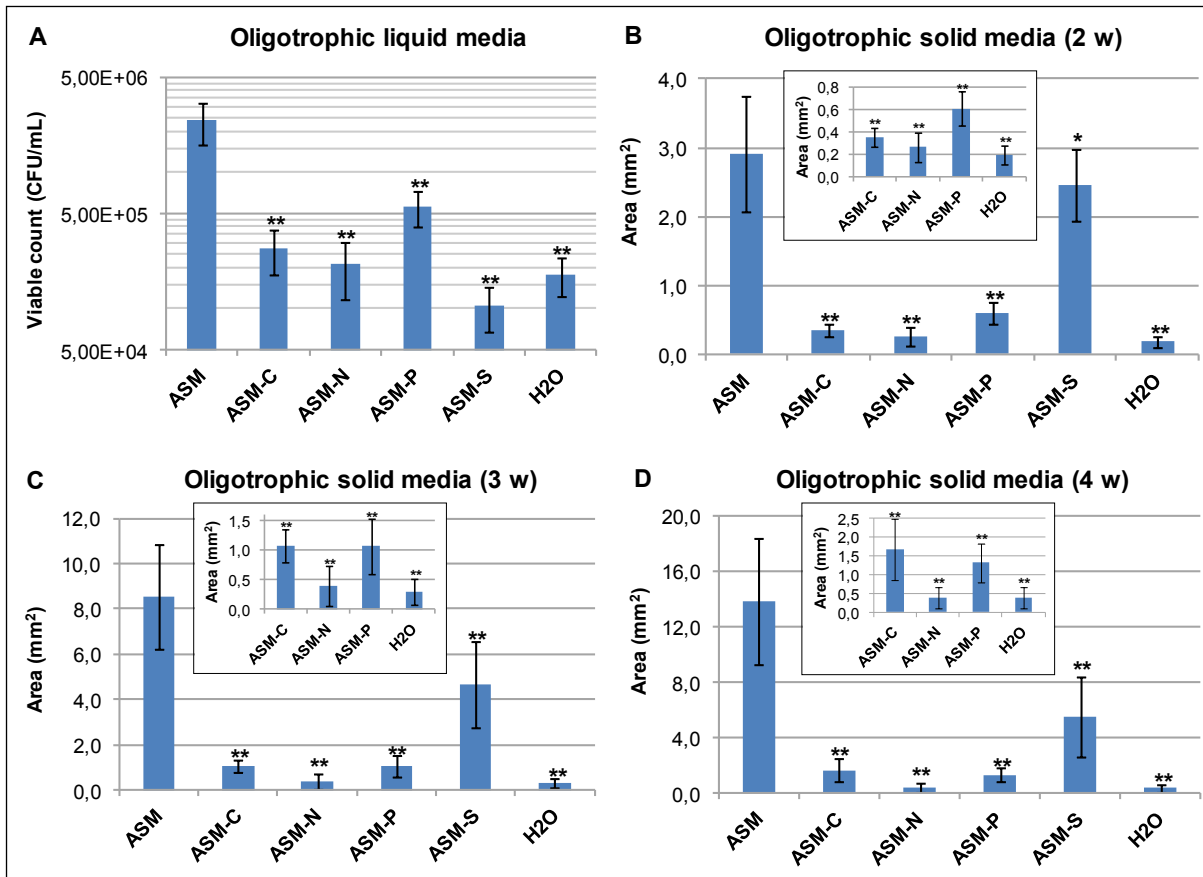 A
Oligotrophic liquid media
Viable count (CFU/mL)
5,00E+06
5,00E+05
5,00E+04
**
**
**
**
**
ASM
ASM-C
ASM-N
ASM-P
ASM-S
H2O
B
Oligotrophic solid media (2 w)
Area (mm²)
4,0
3,0
2,0
1,0
0,0
**
**
**
*
**
ASM
ASM-C
ASM-N
ASM-P
ASM-S
H2O
Area (mm²)
0,8
0,6
0,4
0,2
0,0
**
**
**
**
ASM-C
ASM-N
ASM-P
H2O
C
Oligotrophic solid media (3 w)
Area (mm²)
12,0
10,0
8,0
6,0
4,0
2,0
0,0
**
**
**
**
**
ASM
ASM-C
ASM-N
ASM-P
ASM-S
H2O
Area (mm²)
1,5
1,0
0,5
0,0
**
**
**
**
ASM-C
ASM-N
ASM-P
H2O
D
Oligotrophic solid media (4 w)
Area (mm²)
20,0
16,0
12,0
8,0
4,0
0,0
**
**
**
**
**
ASM
ASM-C
ASM-N
ASM-P
ASM-S
H2O
Area (mm²)
2,5
2,0
1,5
1,0
0,5
0,0
**
**
**
**
ASM-C
ASM-N
ASM-P
H2O